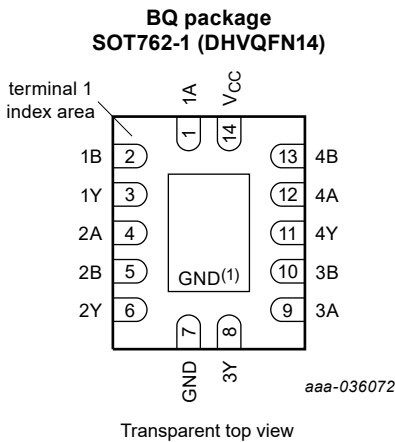 BQ package
SOT762-1 (DHVQFN14)
terminal 1
index area
1A
VCC
1
14
1B 2
13 4B
1Y 3
12 4A
2A 4
11 4Y
2B 5
10 3B
GND(1)
2Y 6
9 3A
7
8
GND
3Y
aaa-036072
Transparent top view